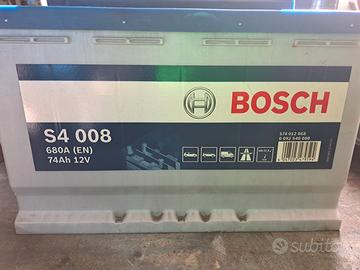 BOSCH
S4 008
680A (EN)
74Ah 12V
574 012 068
0 092 S40 080
subito